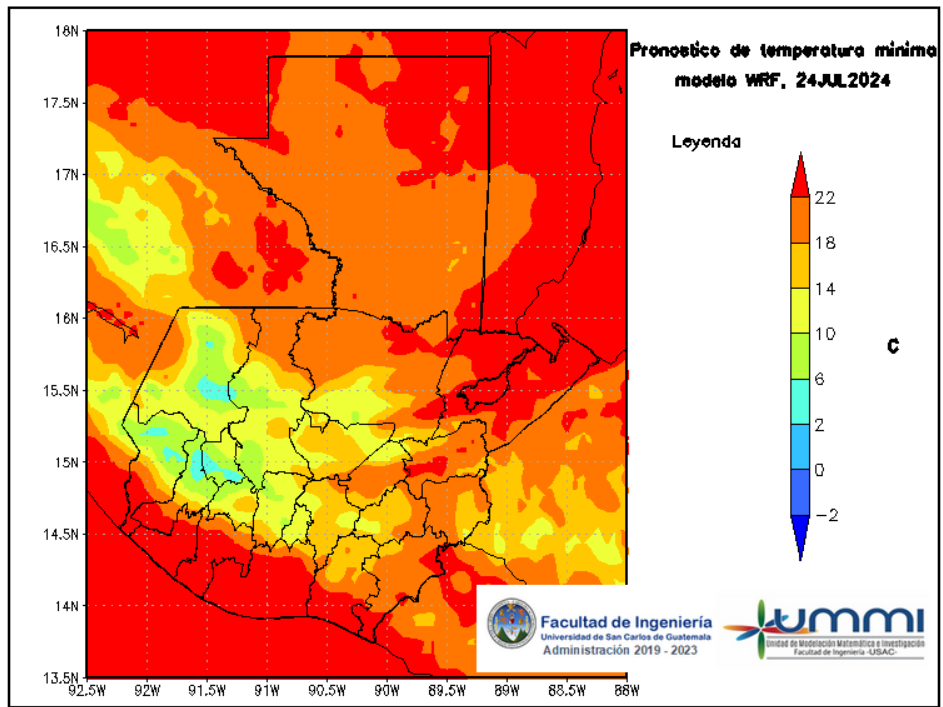 Pronostico de temperatura minima
modelo WRF, 24JUL2024
Leyenda
22
18
14
10
6
2
0
−2
C
18N
17.5N
17N
16.5N
16N
15.5N
15N
14.5N
14N
13.5N
92.5W 92W 91.5W 91W 90.5W 90W 89.5W 89W 88.5W 88W
Facultad de Ingeniería
Universidad de San Carlos de Guatemala
Administración 2019 - 2023
UMMI
Unidad de Modelación Matemática e Investigación
Facultad de Ingeniería -USAC-